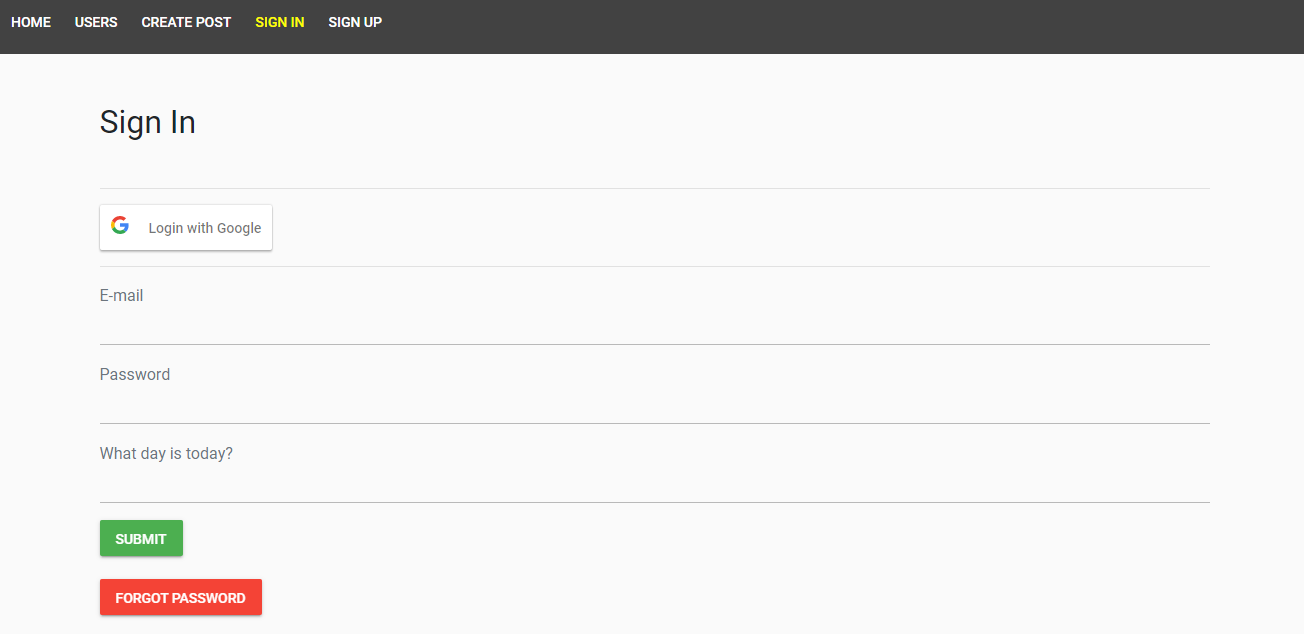 HOME USERS CREATE POST SIGN IN SIGN UP
Sign In
Login with Google
E-mail
Password
What day is today?
SUBMIT
FORGOT PASSWORD